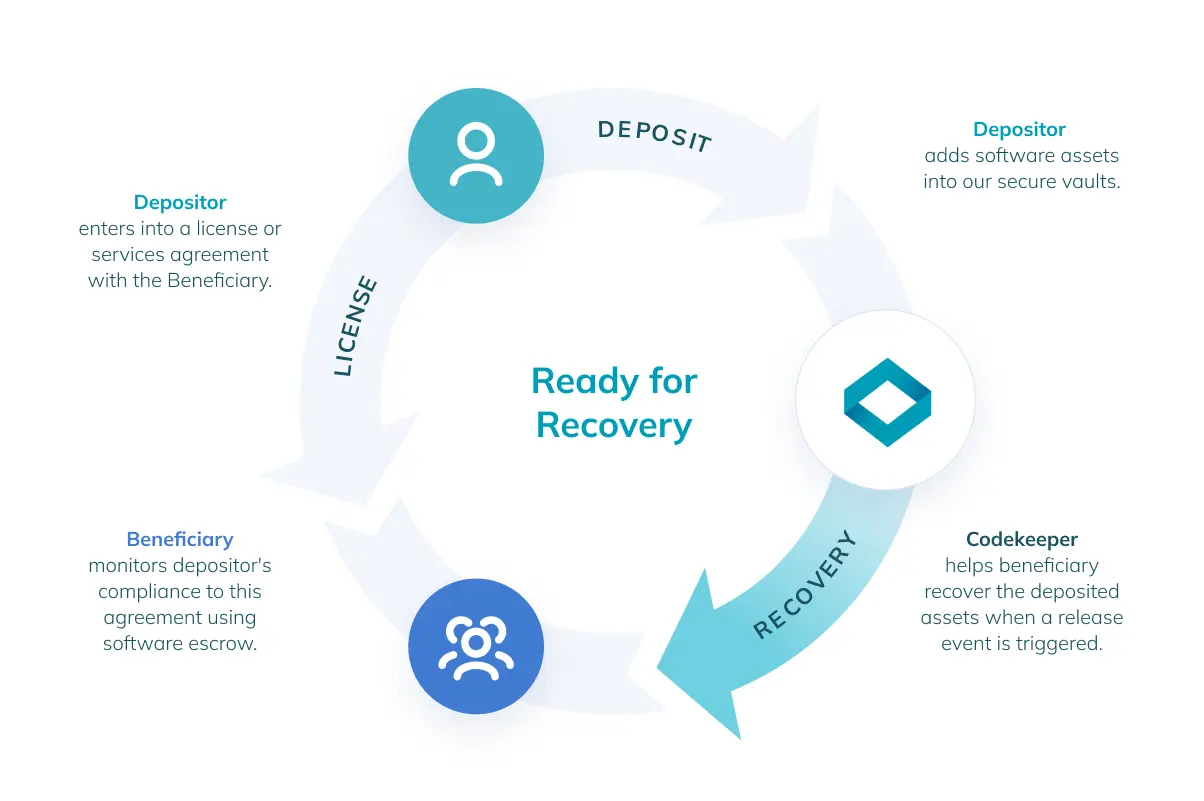 DEPOSIT
Depositor
adds software assets
into our secure vaults.
Depositor
enters into a license or
services agreement
with the Beneficiary.
LICENSE
Ready for
Recovery
Beneficiary
monitors depositor's
compliance to this
agreement using
software escrow.
RECOVERY
Codekeeper
helps beneficiary
recover the deposited
assets when a release
event is triggered.